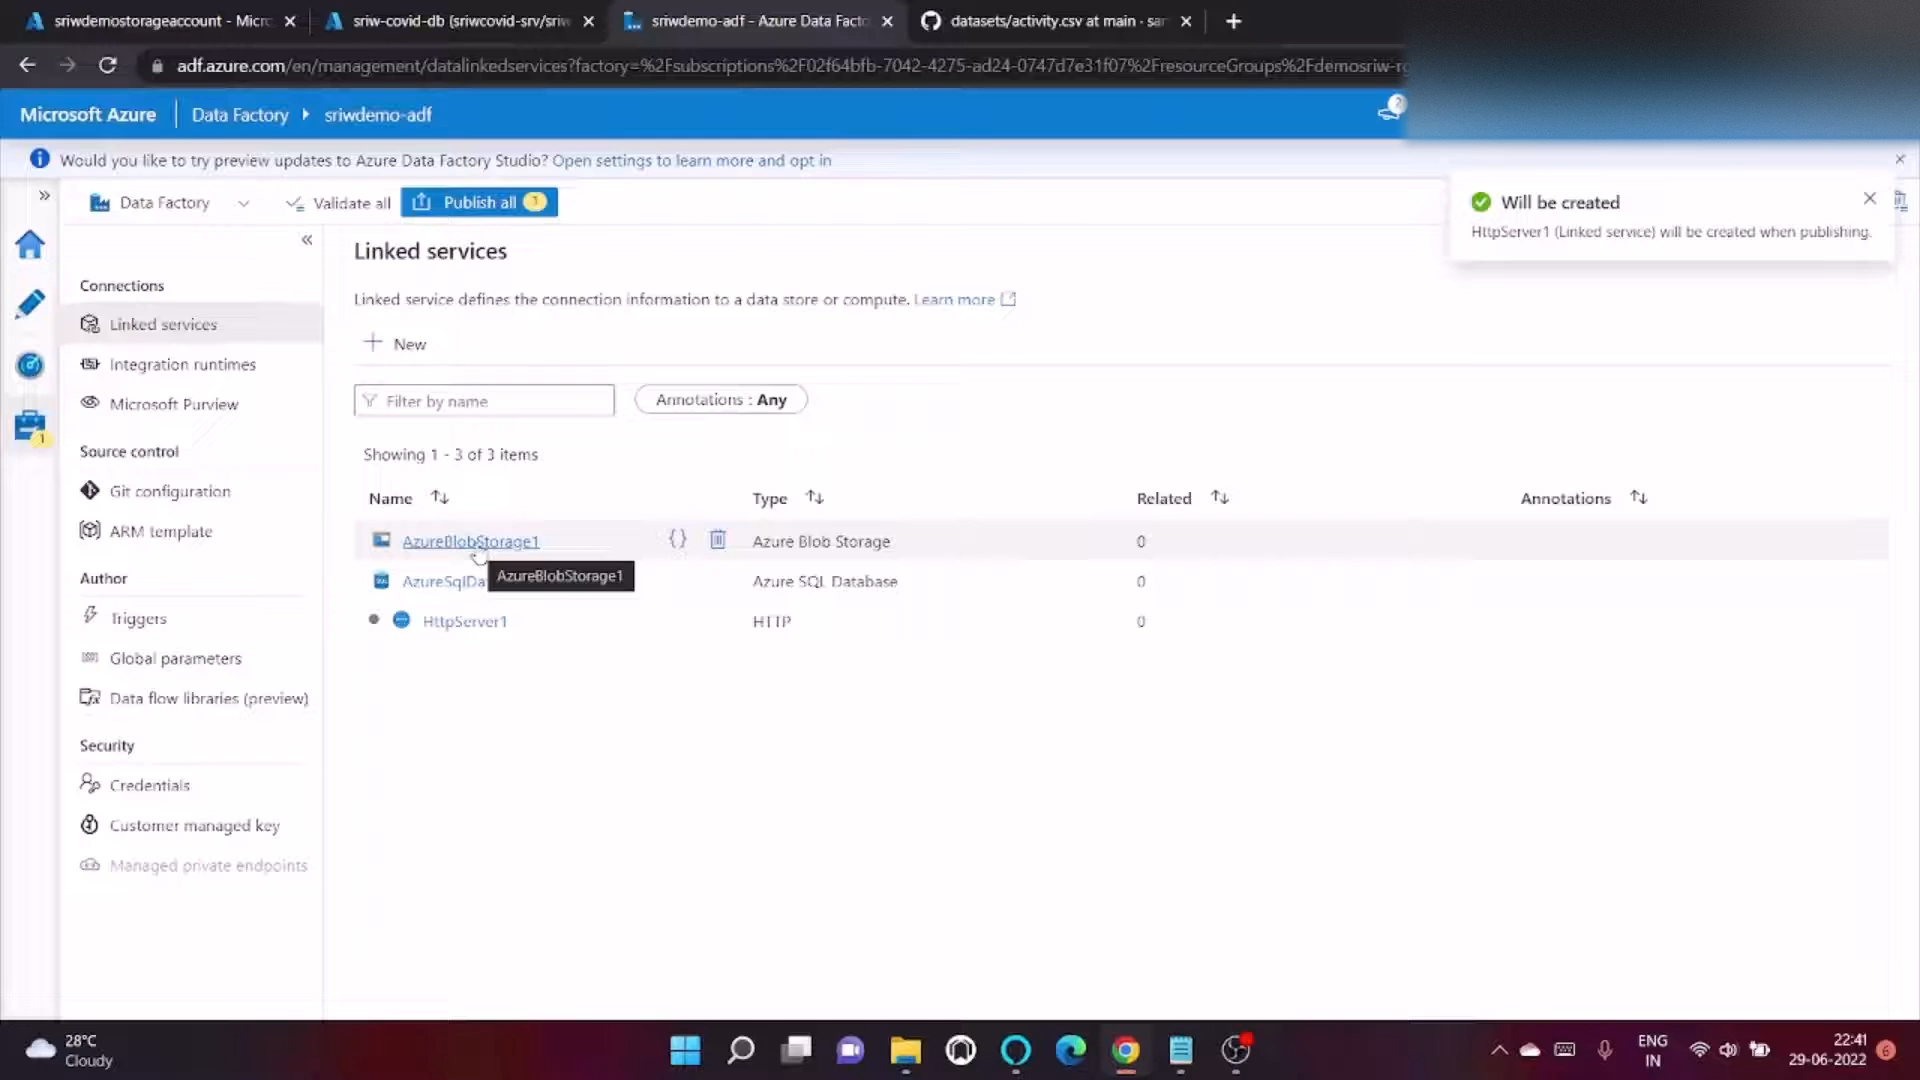 sriwdemostorageaccount - Micr
sriw-covid-db (sriwcovid-srv/sriw
sriwdemo-adf - Azure Data Facto
datasets/activity.csv at main · sar
adf.azure.com/en/management/datalinkedservices?factory=%2Fsubscriptions%2F02f64bfb-7042-4275-ad24-0747d7e31f07%2FresourceGroups%2Fdemosriw-rg
Microsoft Azure
Data Factory
sriwdemo-adf
2
Would you like to try preview updates to Azure Data Factory Studio? Open settings to learn more and opt in
Data Factory
Validate all
Publish all
Will be created
HttpServer1 (Linked service) will be created when publishing.
Linked services
Connections
Linked service defines the connection information to a data store or compute. Learn more
Linked services
New
Integration runtimes
Filter by name
Annotations : Any
Microsoft Purview
1
Source control
Showing 1 - 3 of 3 items
Git configuration
Name
Type
Related
Annotations
ARM template
AzureBlobStorage1
{}
Azure Blob Storage
0
AzureBlobStorage1
Author
AzureSqlDa
Azure SQL Database
0
Triggers
HttpServer1
HTTP
0
Global parameters
Data flow libraries (preview)
Security
Credentials
Customer managed key
Managed private endpoints
28°C
Cloudy
ENG
IN
22:41
29-06-2022
6